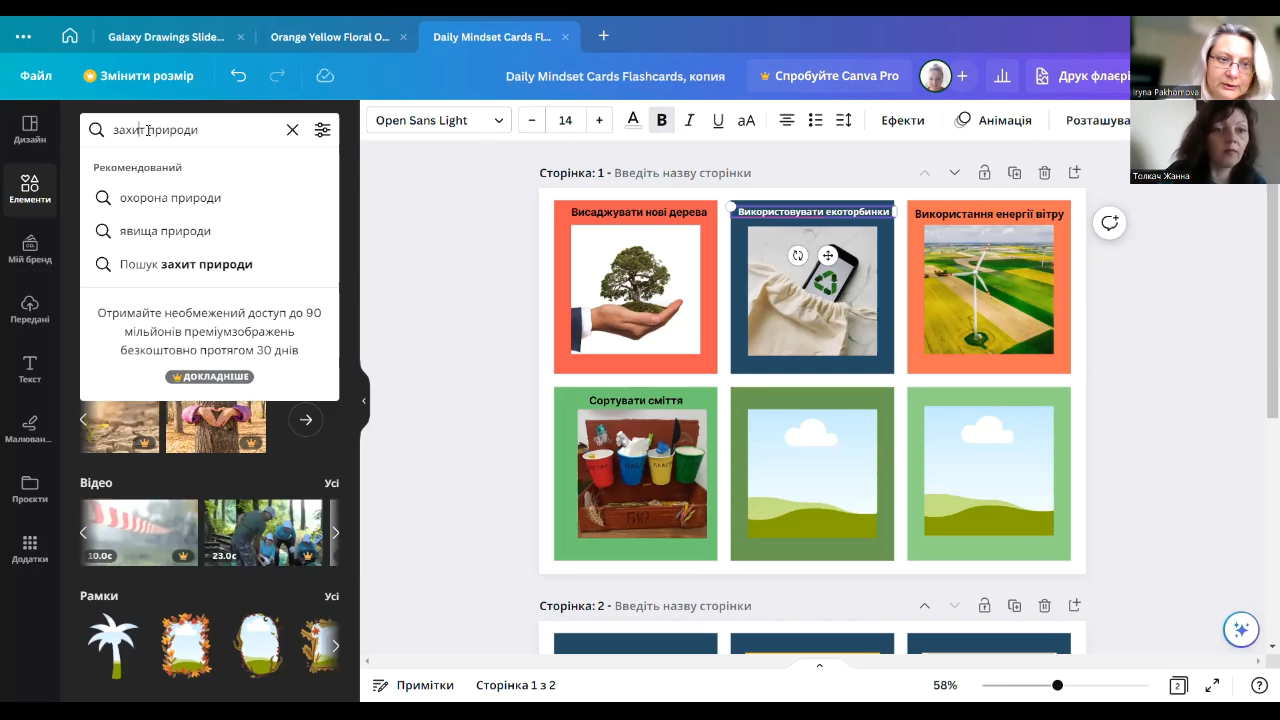 Galaxy Drawings Slide...
Orange Yellow Floral O...
Daily Mindset Cards Fl...
Файл
Змінити розмір
Daily Mindset Cards Flashcards, копия
Спробуйте Canva Pro
Друк флаєрі
Iryna Pakhomova
Толкач Жанна
Дизайн
Елементи
Мій бренд
Передані
Текст
Малюван...
Проєкти
Додатки
захит природи
Рекомендований
охорона природи
явища природи
Пошук захит природи
Отримайте необмежений доступ до 90
мільйонів преміумзображень
безкоштовно протягом 30 днів
ДОКЛАДНІШЕ
Відео
Усі
10.0с
23.0с
Рамки
Усі
Open Sans Light
14
A
B
I
U
aA
Ефекти
Анімація
Розташува
Сторінка: 1 - Введіть назву сторінки
Висаджувати нові дерева
Використовувати екоторбинки
Використання енергії вітру
Сортувати сміття
Сторінка: 2 - Введіть назву сторінки
Примітки
Сторінка 1 з 2
58%
2